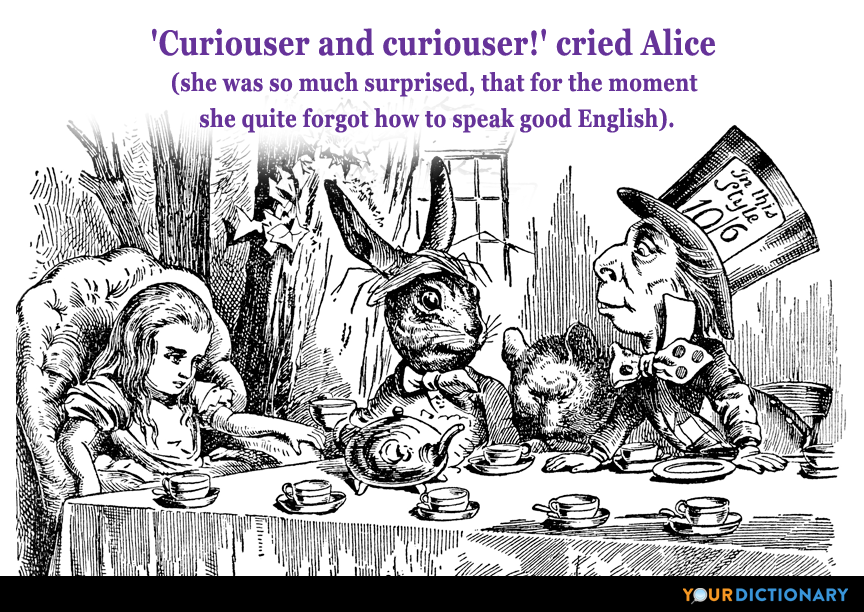 'Curiouser and curiouser!' cried Alice
(she was so much surprised, that for the moment
she quite forgot how to speak good English).
In this
Style
10/6
YOURDICTIONARY